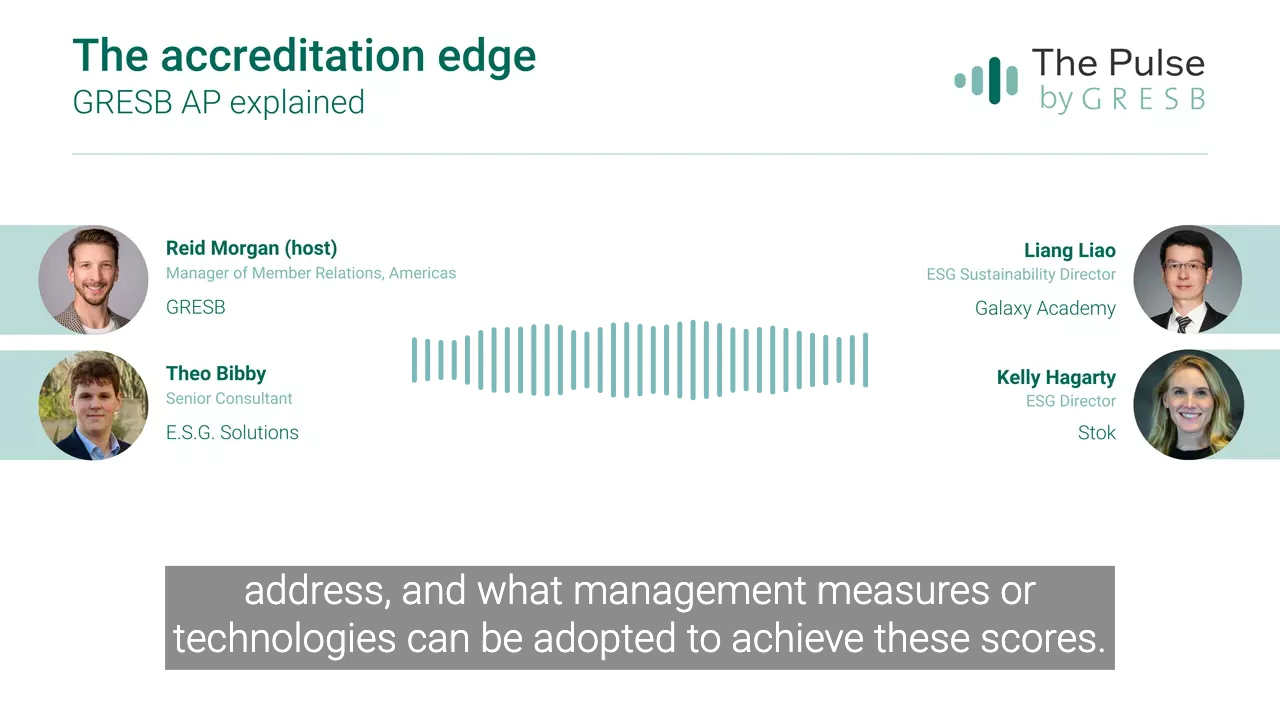 The accreditation edge
GRESB AP explained
The Pulse
by GRESB
Reid Morgan (host)
Manager of Member Relations, Americas
GRESB
Theo Bibby
Senior Consultant
E.S.G. Solutions
Liang Liao
ESG Sustainability Director
Galaxy Academy
Kelly Hagarty
ESG Director
Stok
address, and what management measures or
technologies can be adopted to achieve these scores.